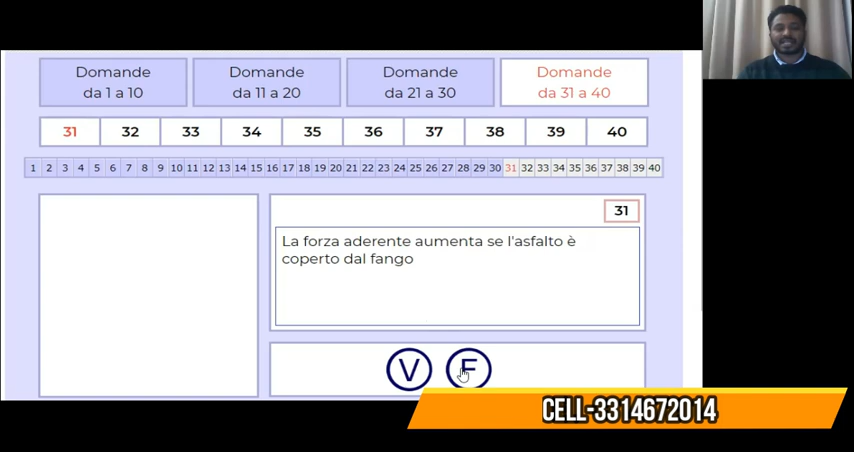 Domande
da 1 a 10
Domande
da 11 a 20
Domande
da 21 a 30
Domande
da 31 a 40
31 32 33 34 35 36 37 38 39 40
1 2 3 4 5 6 7 8 9 10 11 12 13 14 15 16 17 18 19 20 21 22 23 24 25 26 27 28 29 30 31 32 33 34 35 36 37 38 39 40
31
La forza aderente aumenta se l'asfalto è
coperto dal fango
V F
CELL-3314672014